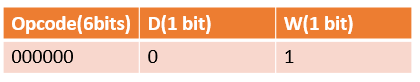 Opcode(6bits) D(1 bit) W(1 bit)
000000 0 1